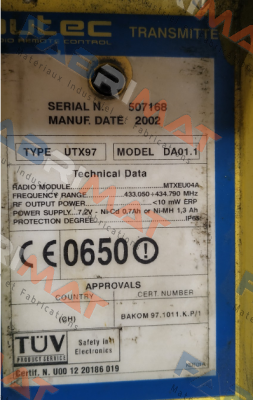 utec
TRANSMITTE
REMOTE CONTROL
SERIAL N. 507168
MANUF. DATE 2002
TYPE UTX97 MODEL DA01.1
Technical Data
RADIO MODULE MTXEU04A
FREQUENCY RANGE 433.050÷434.790 MHz
RF OUTPUT POWER <10 mW ERP
POWER SUPPLY 7.2V - Ni-Cd 0,7Ah or Ni-MH 1,3 Ah
PROTECTION DEGREE
CE 0650
APPROVALS
COUNTRY CERT NUMBER
(CH) BAKOM 97.1011.K.P/1
TÜV
PRODUCT SERVICE
Safety in
Electronics
Certif. N. U00 12 20186 019